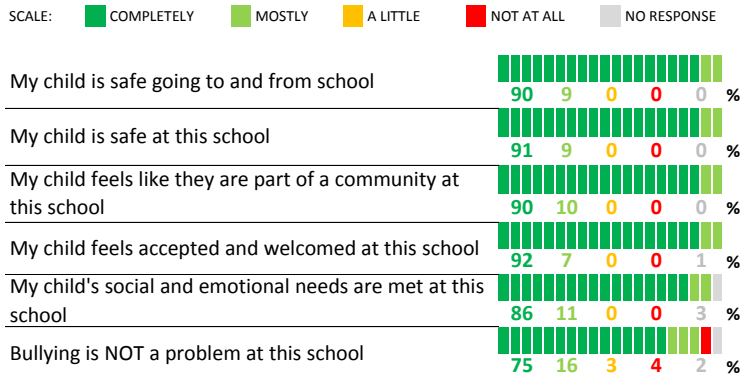 SCALE: COMPLETELY MOSTLY A LITTLE NOT AT ALL NO RESPONSE
My child is safe going to and from school
90 9 0 0 0 %
My child is safe at this school
91 9 0 0 0 %
My child feels like they are part of a community at
this school
90 10 0 0 0 %
My child feels accepted and welcomed at this school
92 7 0 0 1 %
My child's social and emotional needs are met at this
school
86 11 0 0 3 %
Bullying is NOT a problem at this school
75 16 3 4 2 %